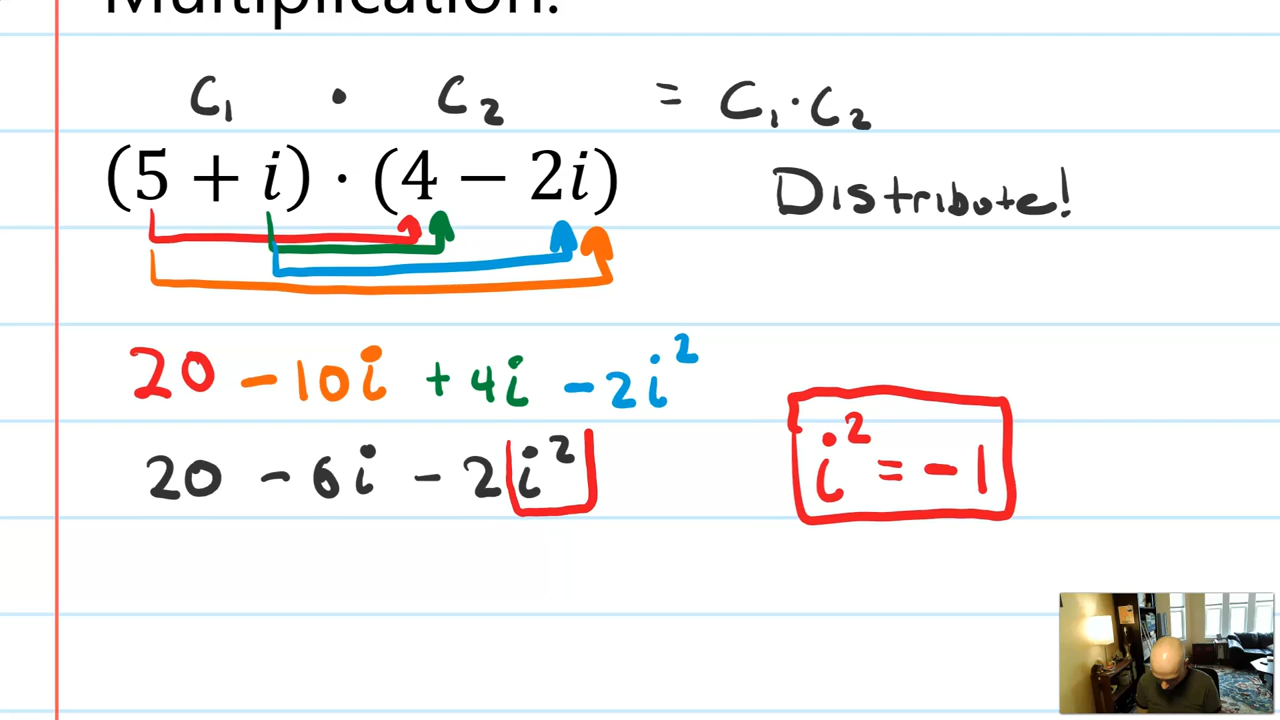 Multiplication:
C₁ · C₂ = C₁·C₂
(5 + i) · (4 − 2i)
Distribute!
20 − 10i + 4i − 2i²
20 − 6i − 2i²
i² = −1